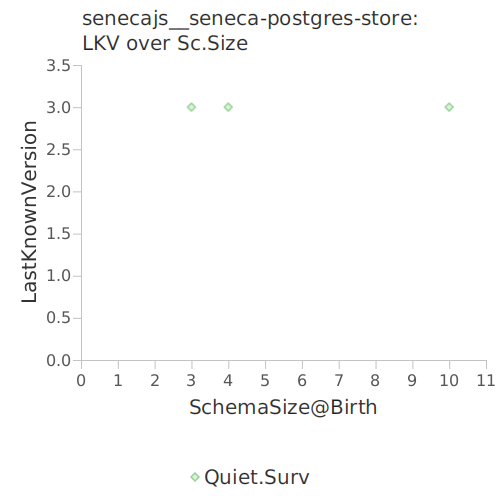 senecajs__seneca-postgres-store:
LKV over Sc.Size
3.5
3.0
2.5
2.0
1.5
1.0
0.5
0.0
LastKnownVersion
0 1 2 3 4 5 6 7 8 9 10 11
SchemaSize@Birth
Quiet.Surv